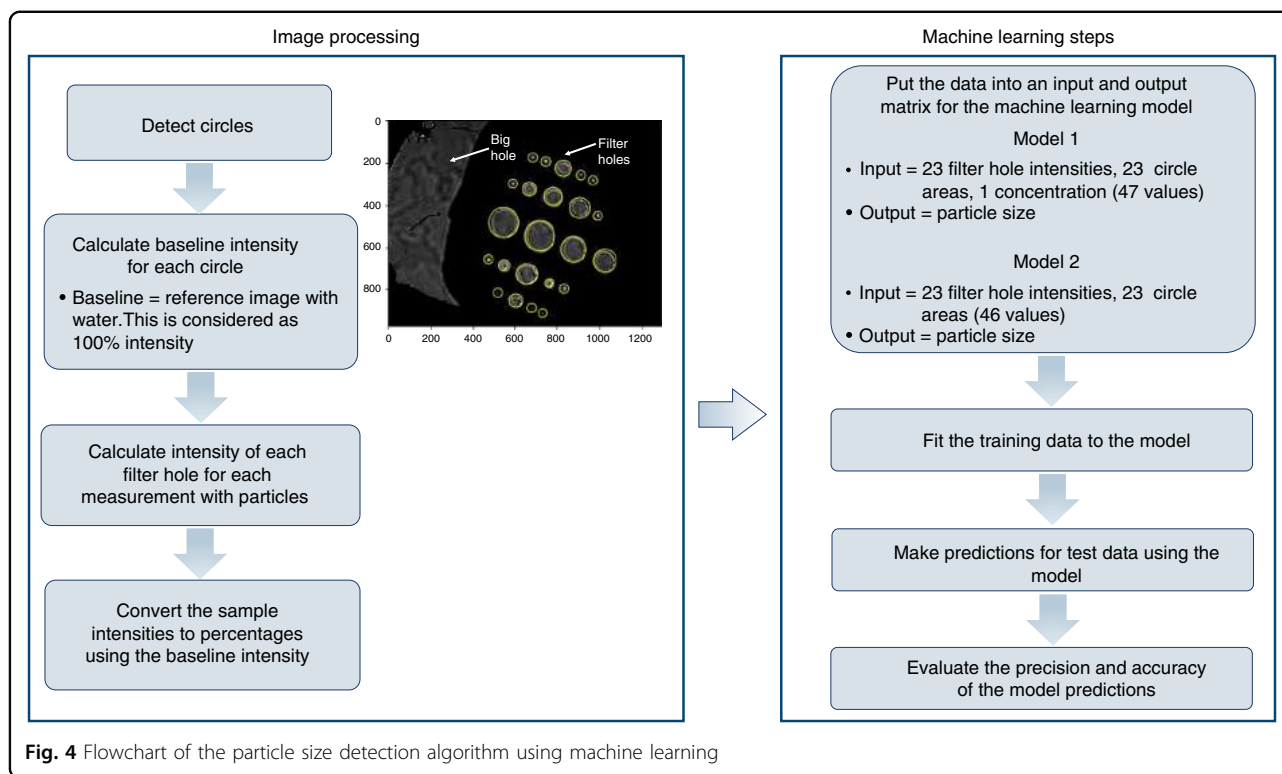 Image processing
Detect circles
Calculate baseline intensity
for each circle
• Baseline = reference image with
water.This is considered as
100% intensity
Calculate intensity of each
filter hole for each
measurement with particles
Convert the sample
intensities to percentages
using the baseline intensity
0
200
400
600
800
0
200
400
600
800
1000
1200
Big
hole
Filter
holes
Machine learning steps
Put the data into an input and output
matrix for the machine learning model
Model 1
• Input = 23 filter hole intensities, 23 circle
areas, 1 concentration (47 values)
• Output = particle size
Model 2
• Input = 23 filter hole intensities, 23 circle
areas (46 values)
• Output = particle size
Fit the training data to the model
Make predictions for test data using the
model
Evaluate the precision and accuracy
of the model predictions
Fig. 4 Flowchart of the particle size detection algorithm using machine learning